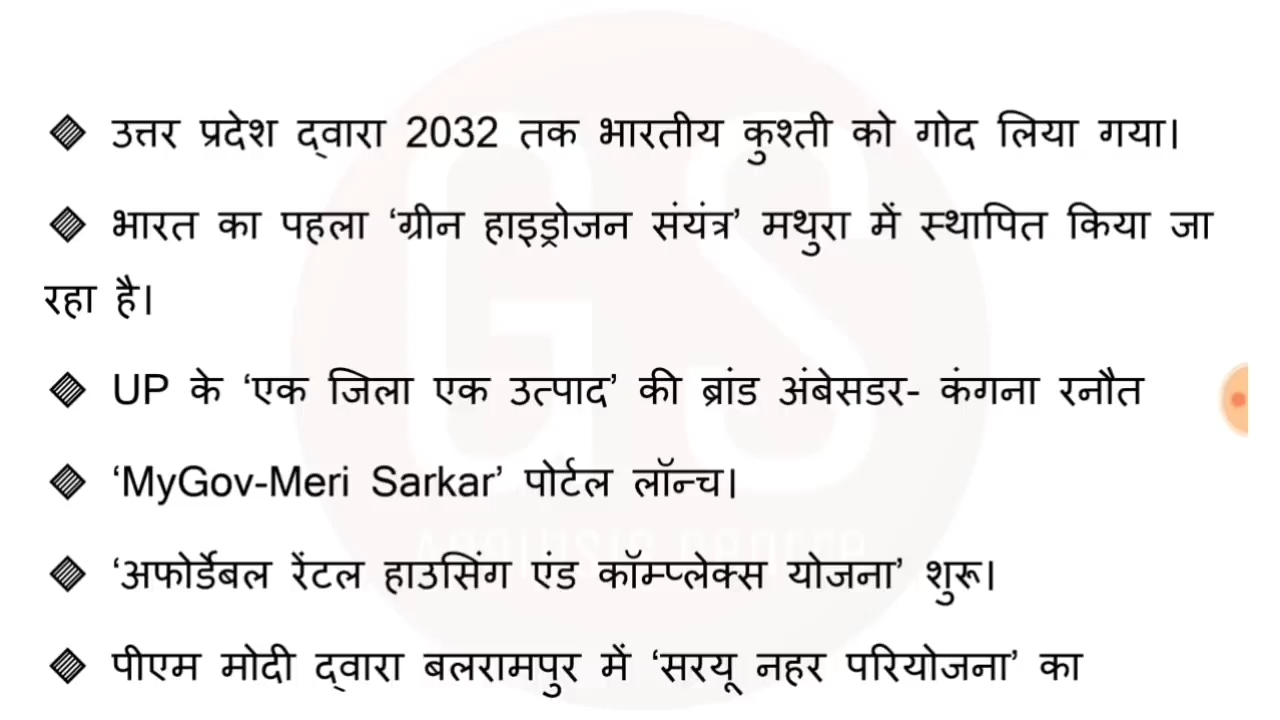 उत्तर प्रदेश द्वारा 2032 तक भारतीय कुश्ती को गोद लिया गया।
भारत का पहला ‘ग्रीन हाइड्रोजन संयंत्र’ मथुरा में स्थापित किया जा
रहा है।
UP के ‘एक जिला एक उत्पाद’ की ब्रांड अंबेसडर- कंगना रनौत
‘MyGov-Meri Sarkar’ पोर्टल लॉन्च।
‘अफोर्डेबल रेंटल हाउसिंग एंड कॉम्प्लेक्स योजना’ शुरू।
पीएम मोदी द्वारा बलरामपुर में ‘सरयू नहर परियोजना’ का